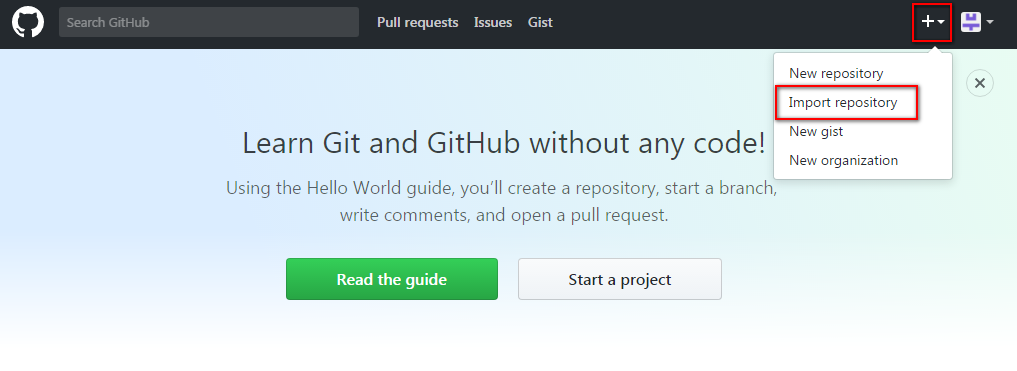 Search GitHub
Pull requests
Issues
Gist
New repository
Import repository
New gist
New organization
Learn Git and GitHub without any code!
Using the Hello World guide, you’ll create a repository, start a branch,
write comments, and open a pull request.
Read the guide
Start a project